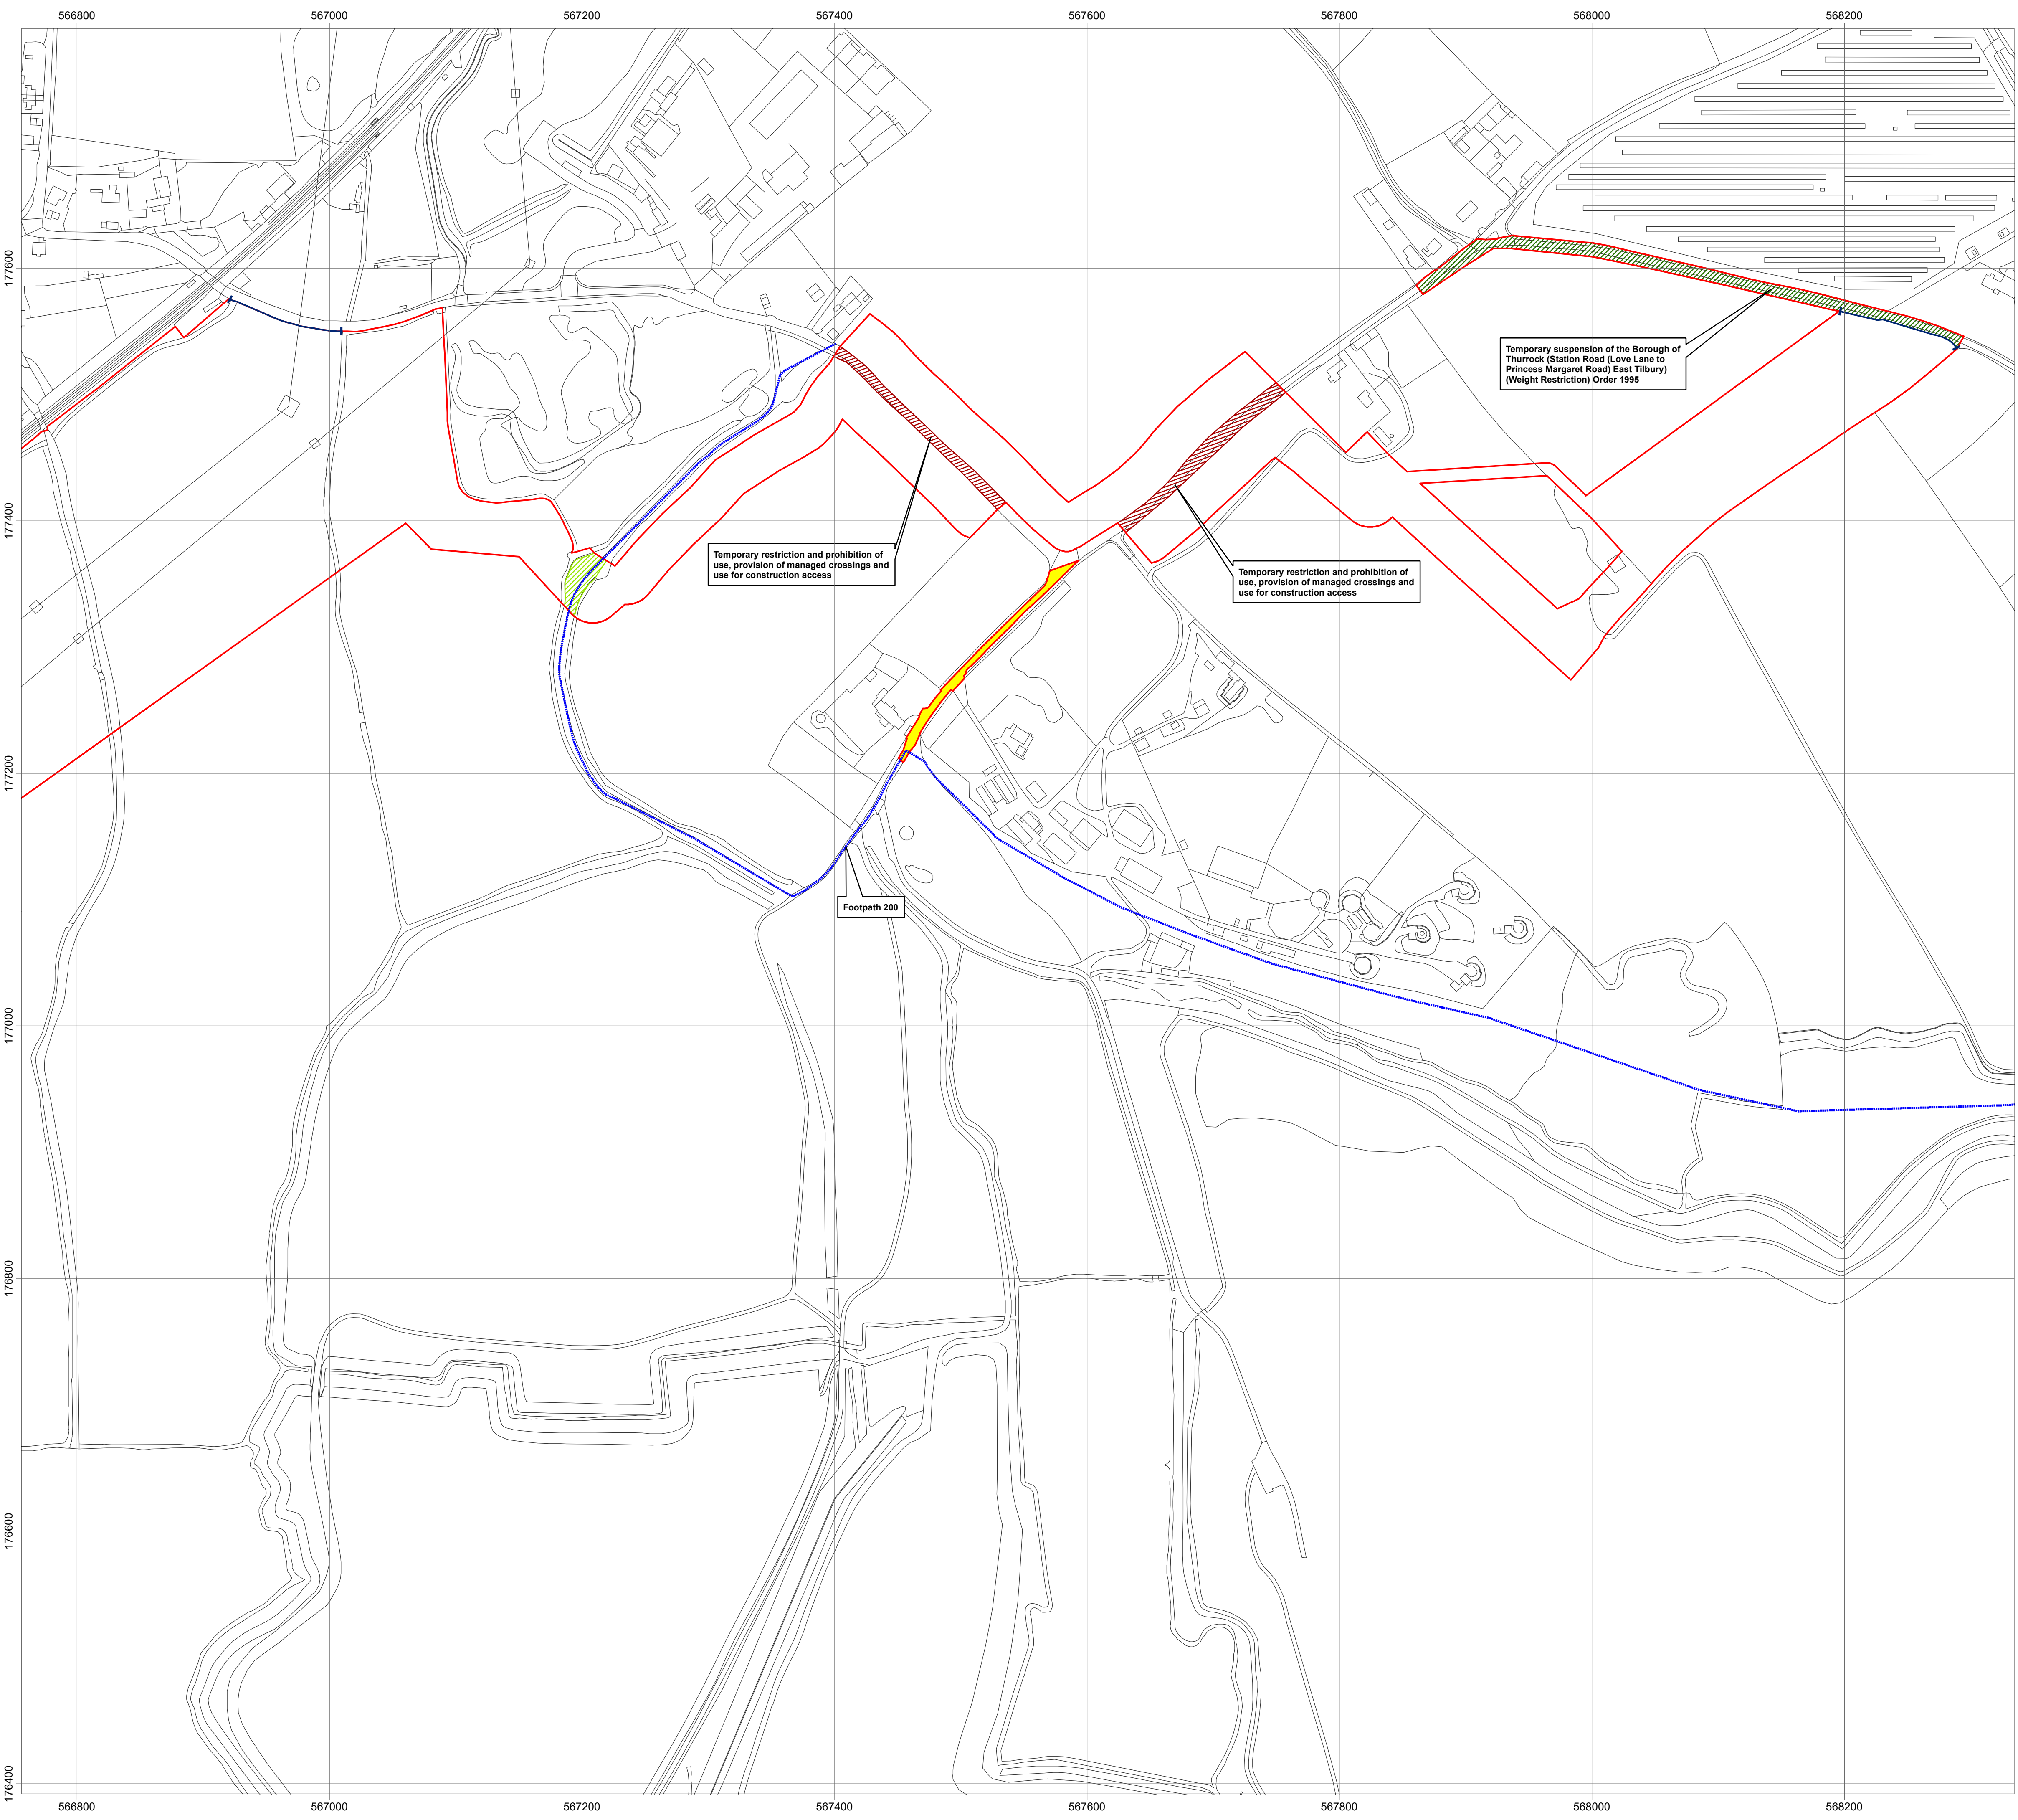 566800 567000 567200 567400 567600 567800 568000 568200
177600
177400
177200
177000
176800
176600
176400
Temporary suspension of the Borough of
Thurrock (Station Road (Love Lane to
Princess Margaret Road) East Tilbury)
(Weight Restriction) Order 1995
Temporary restriction and prohibition of
use, provision of managed crossings and
use for construction access
Temporary restriction and prohibition of
use, provision of managed crossings and
use for construction access
Footpath 200
566800 567000 567200 567400 567600 567800 568000 568200